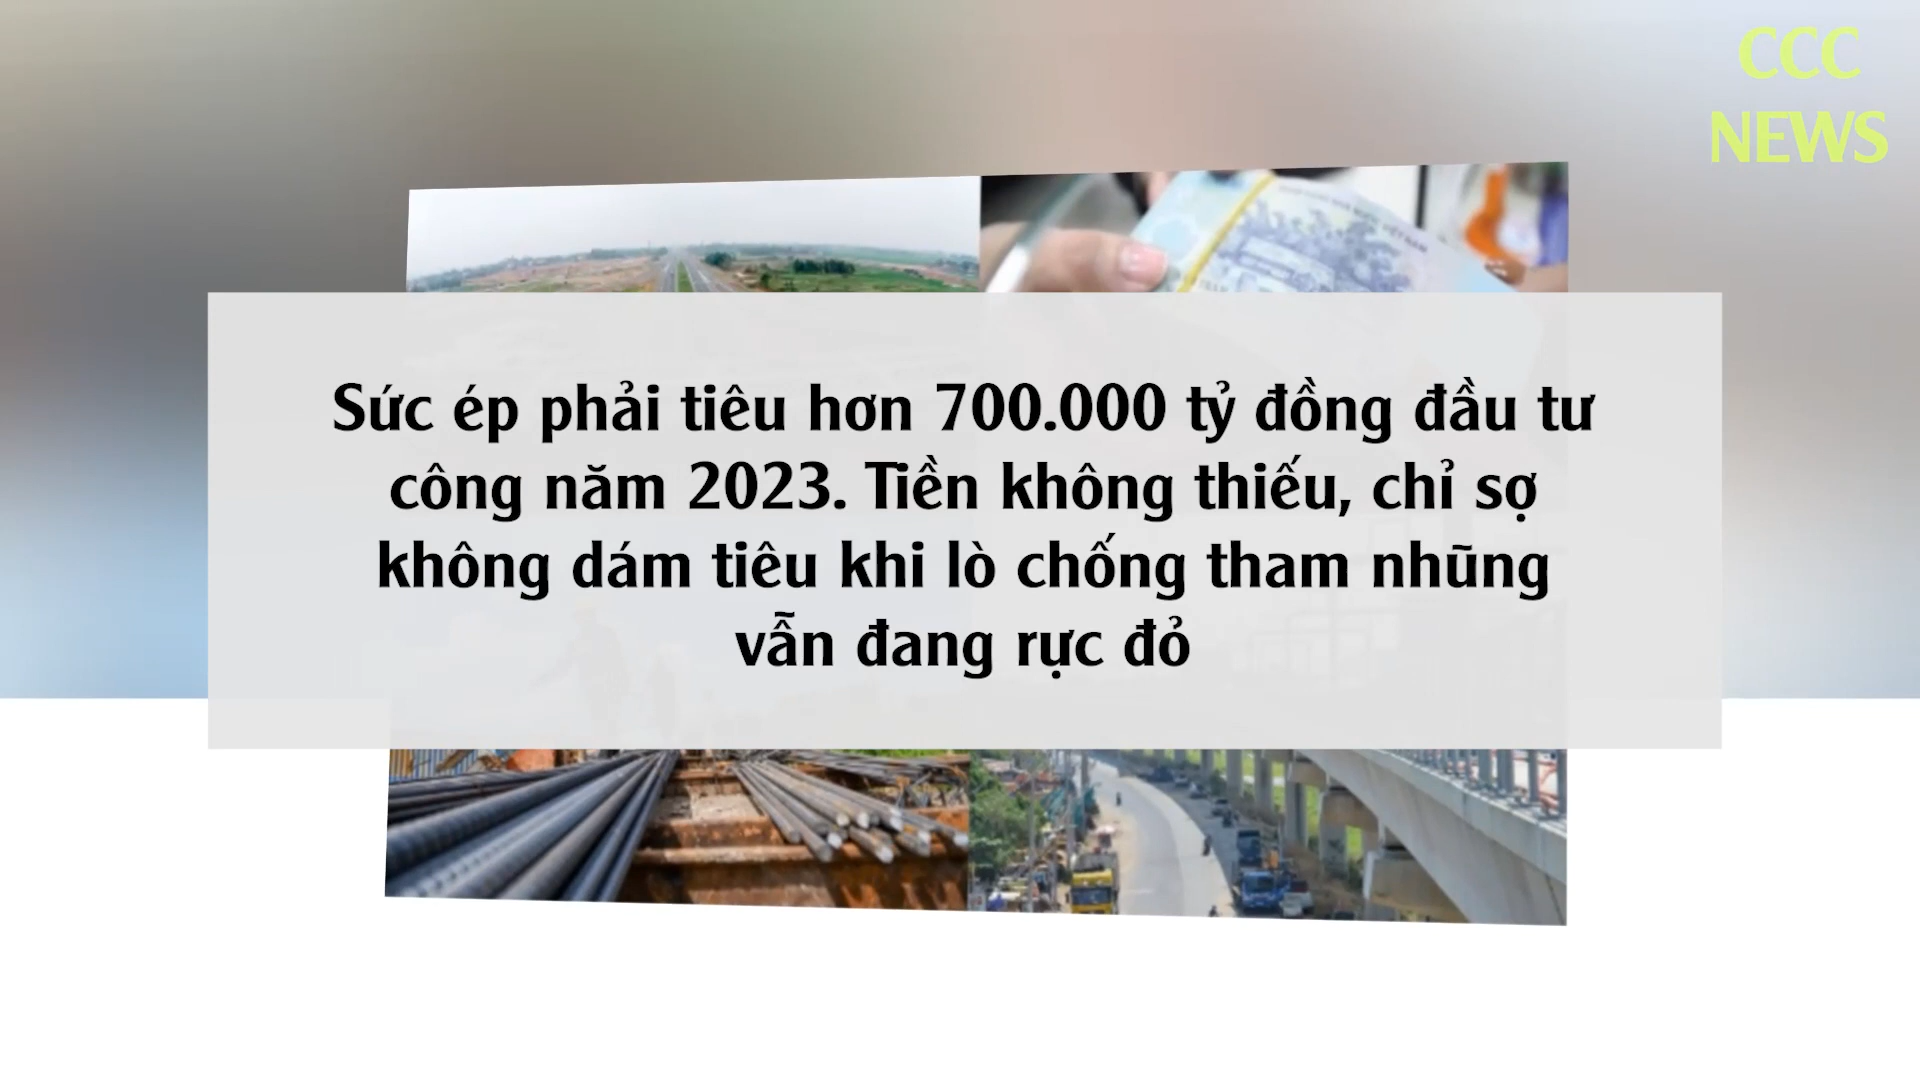 CCC
NEWS
Sức ép phải tiêu hơn 700.000 tỷ đồng đầu tư
công năm 2023. Tiền không thiếu, chỉ sợ
không dám tiêu khi lò chống tham nhũng
vẫn đang rực đỏ